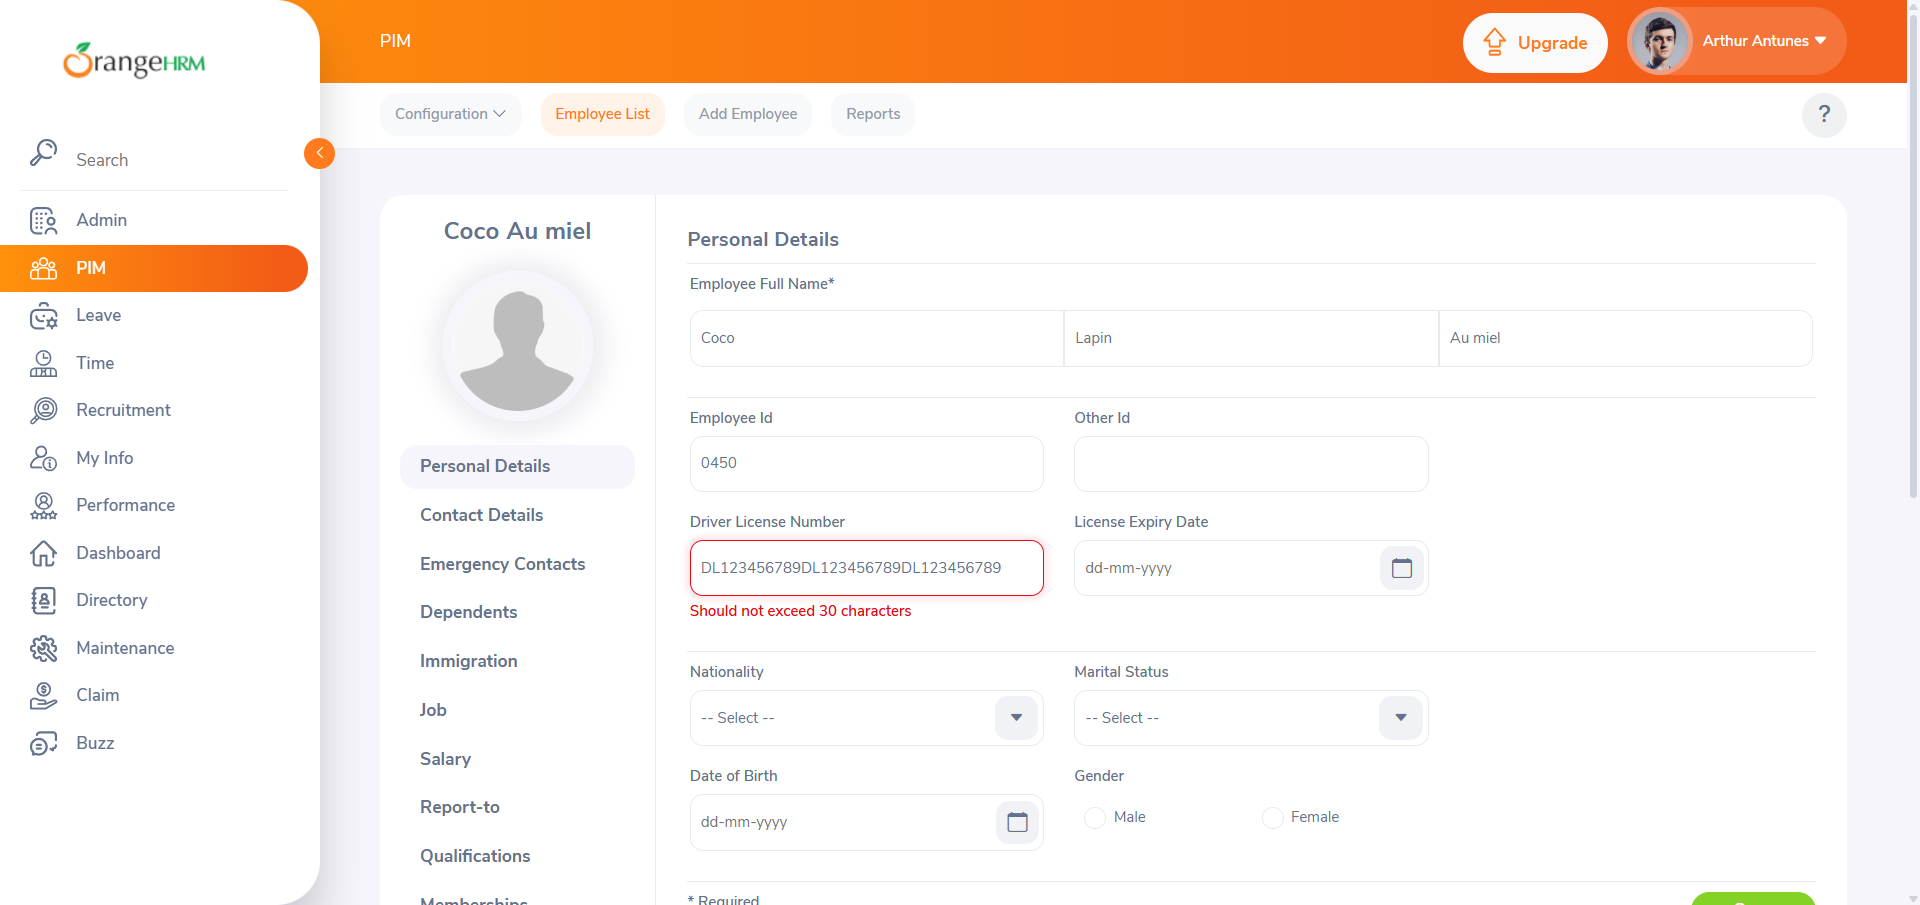 OrangeHRM
PIM
Upgrade
Arthur Antunes
Configuration
Employee List
Add Employee
Reports
?
Search
Admin
PIM
Leave
Time
Recruitment
My Info
Performance
Dashboard
Directory
Maintenance
Claim
Buzz
Coco Au miel
Personal Details
Contact Details
Emergency Contacts
Dependents
Immigration
Job
Salary
Report-to
Qualifications
Memberships
Personal Details
Employee Full Name*
Coco
Lapin
Au miel
Employee Id
Other Id
0450
Driver License Number
License Expiry Date
DL123456789DL123456789DL123456789
dd-mm-yyyy
Should not exceed 30 characters
Nationality
Marital Status
-- Select --
-- Select --
Date of Birth
Gender
dd-mm-yyyy
Male
Female
* Required